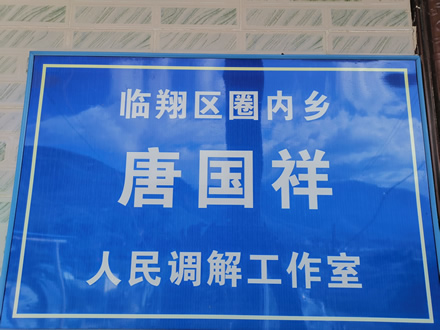 临翔区圈内乡
唐国祥
人民调解工作室